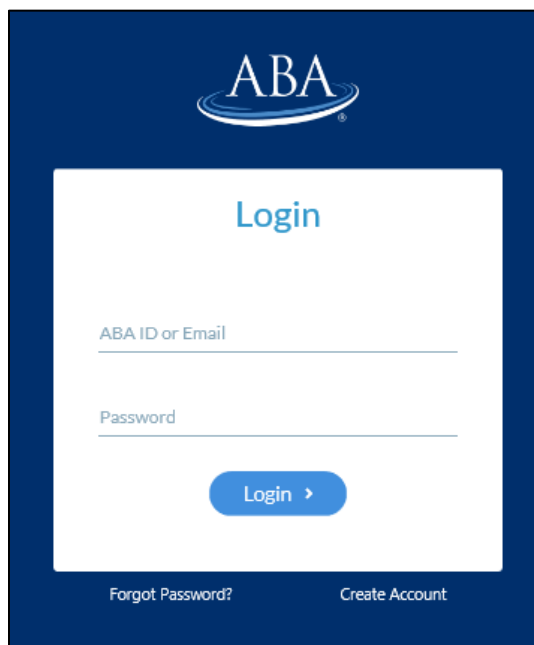 ABA
®
Login
ABA ID or Email
Password
Login ›
Forgot Password? Create Account